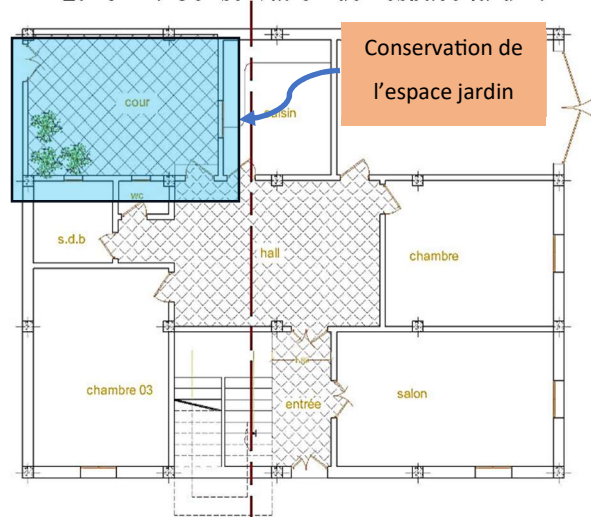 Conservation de
l’espace jardin
cour
wc
s.d.b
hall
chambre
chambre 03
entrée
salon